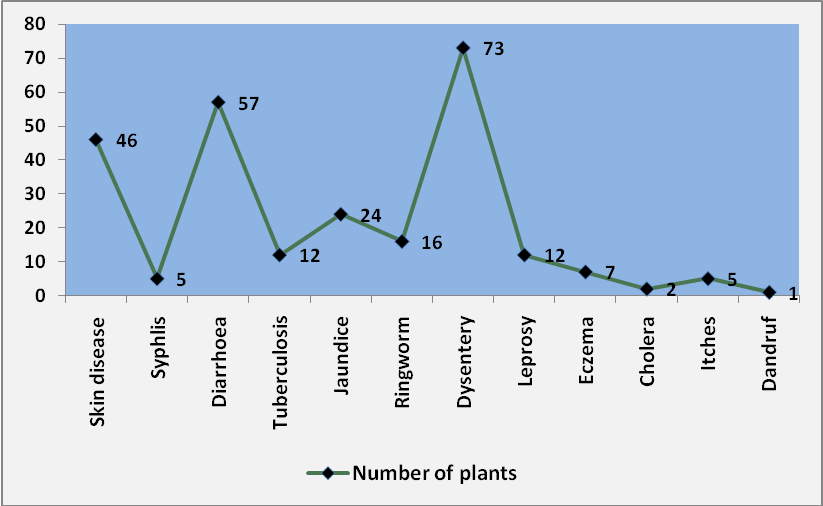 80
70
60
50
40
30
20
10
0
46
5
57
12
24
16
73
12
7
2
5
1
Skin disease
Syphlis
Diarrhoea
Tuberculosis
Jaundice
Ringworm
Dysentery
Leprosy
Eczema
Cholera
Itches
Dandruf
Number of plants